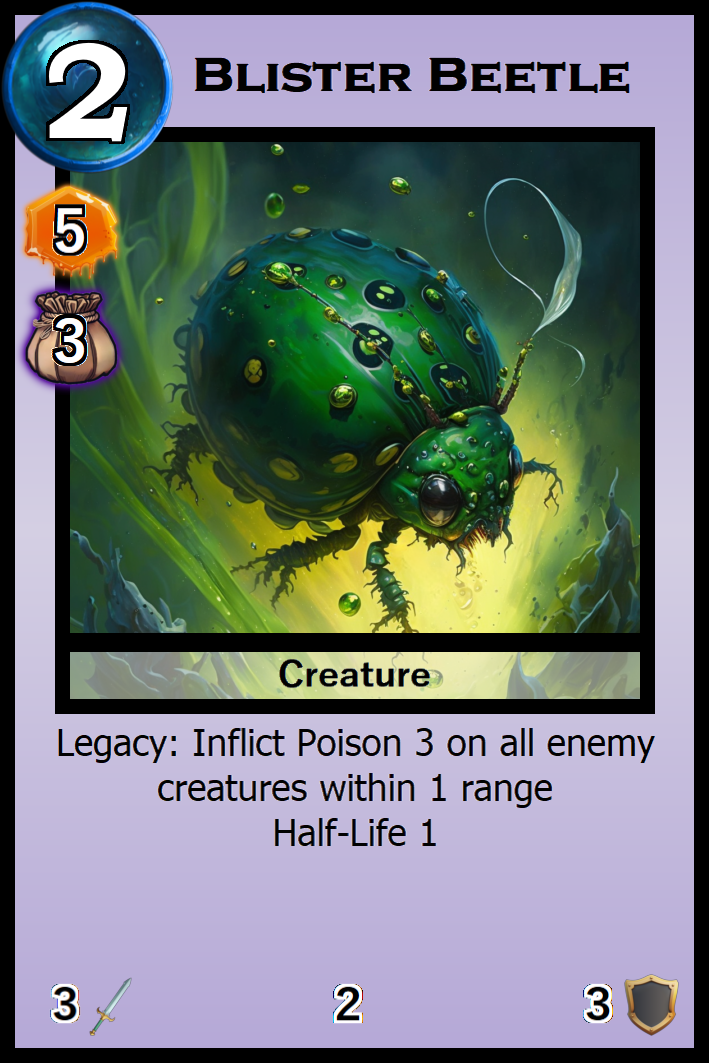 2
Blister Beetle
5
3
Creature
Legacy: Inflict Poison 3 on all enemy
creatures within 1 range
Half-Life 1
3 2 3